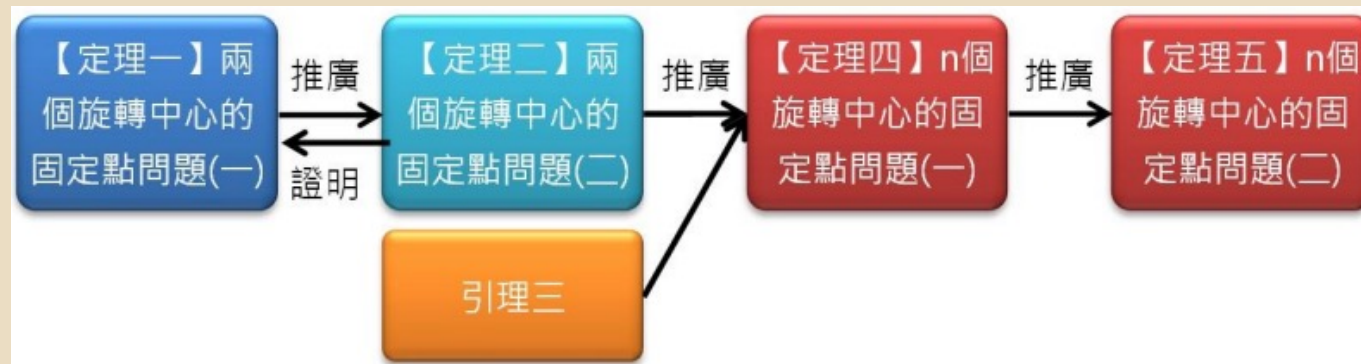 【定理一】兩
個旋轉中心的
固定點問題(一)
推廣
證明
【定理二】兩
個旋轉中心的
固定點問題(二)
推廣
【定理四】n個
旋轉中心的固
定點問題(一)
推廣
【定理五】n個
旋轉中心的固
定點問題(二)
引理三